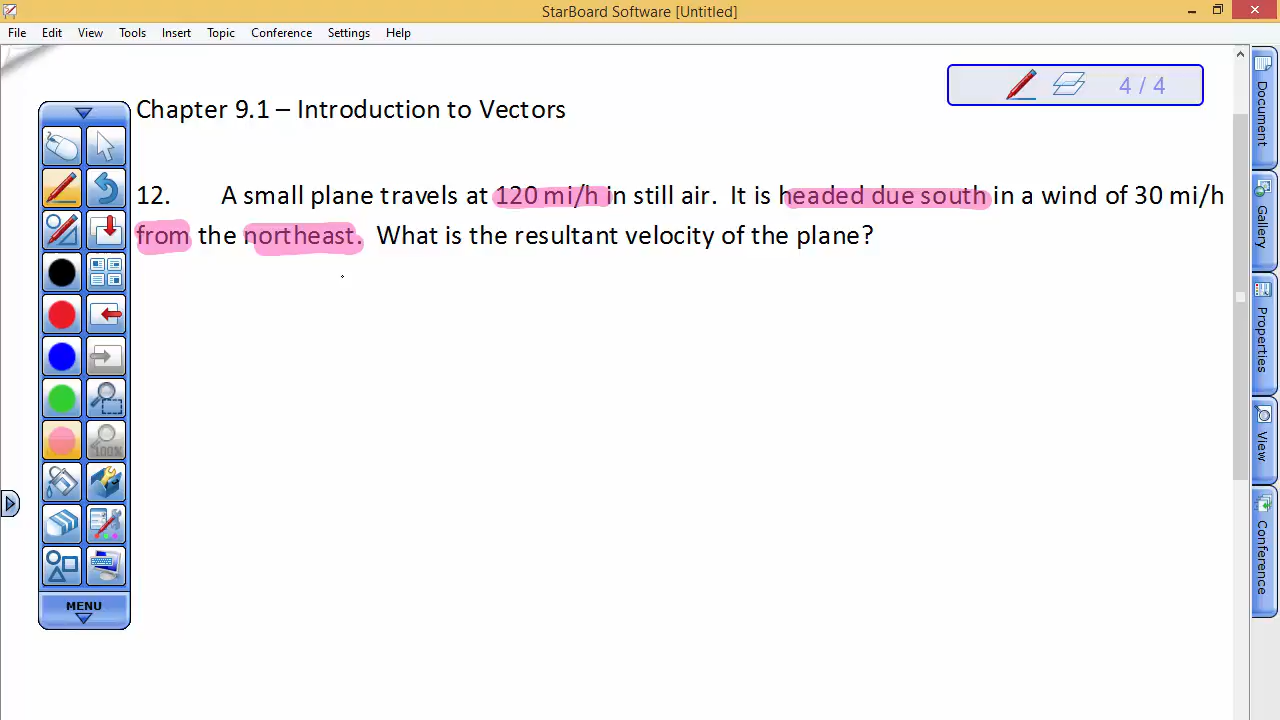 StarBoard Software [Untitled]
File Edit View Tools Insert Topic Conference Settings Help
4 / 4
Chapter 9.1 – Introduction to Vectors
12. A small plane travels at 120 mi/h in still air. It is headed due south in a wind of 30 mi/h
from the northeast. What is the resultant velocity of the plane?
100%
MENU
Document
Gallery
Properties
View
Conference